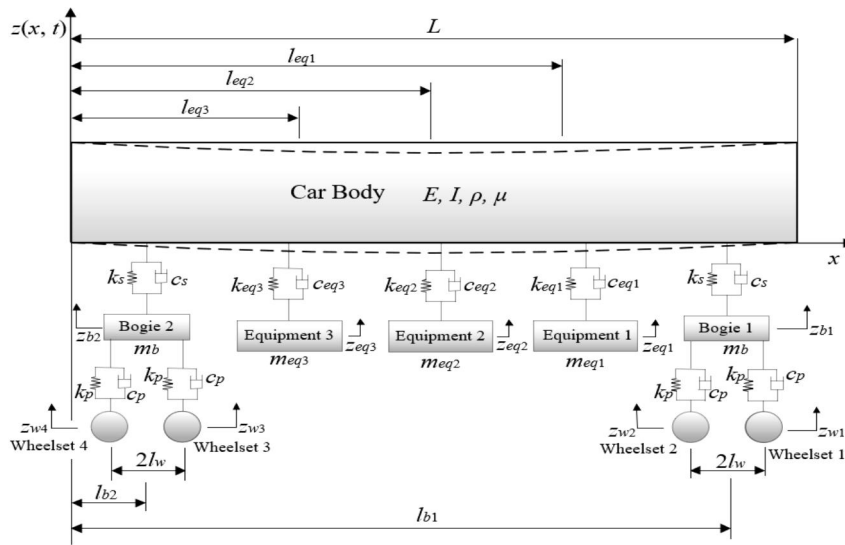 z(x, t)
L
leq1
leq2
leq3
Car Body E, I, ρ, μ
x
ks cs keq3 ceq3 keq2 ceq2 keq1 ceq1 ks cs
zb2 Bogie 2 Equipment 3 zeq3 Equipment 2 zeq2 Equipment 1 zeq1 Bogie 1 zb1
mb meq3 meq2 meq1 mb
kp cp kp cp kp cp kp cp
zw4 zw3 zw2 zw1
Wheelset 4 Wheelset 3 Wheelset 2 Wheelset 1
2lw 2lw
lb2
lb1